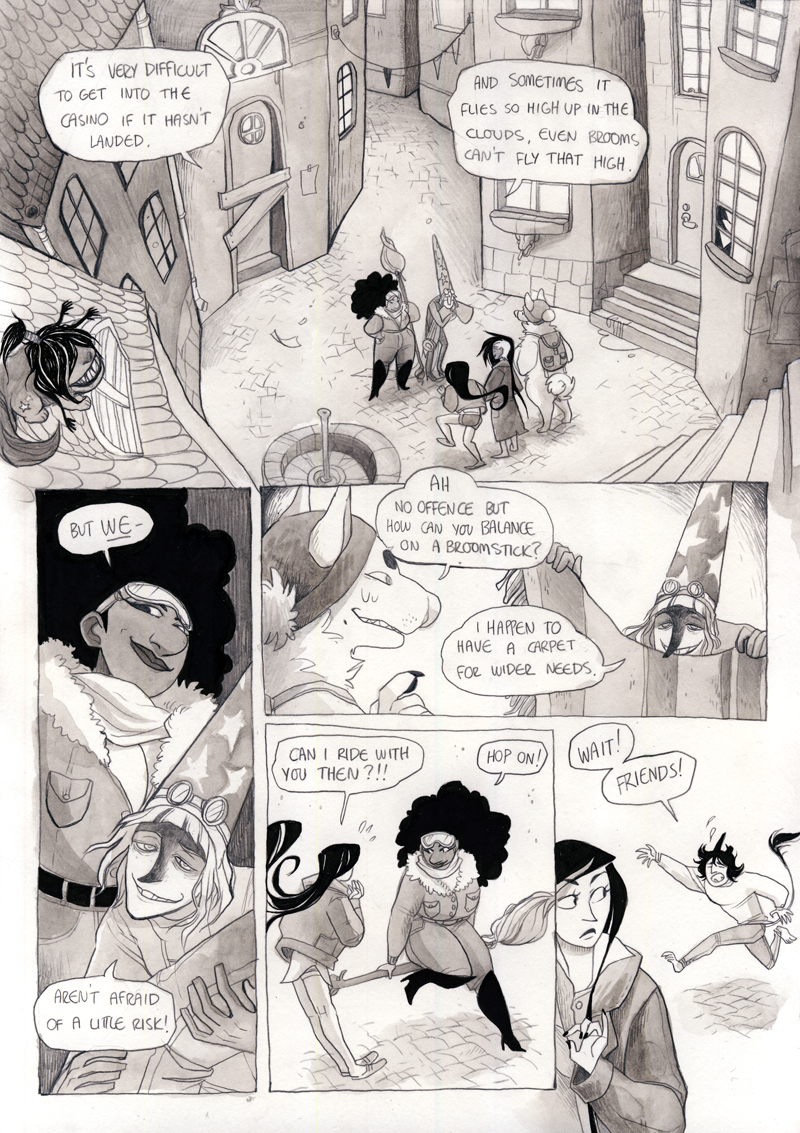 IT'S VERY DIFFICULT
TO GET INTO THE
CASINO IF IT HASN'T
LANDED.
AND SOMETIMES IT
FLIES SO HIGH UP IN THE
CLOUDS, EVEN BROOMS
CAN'T FLY THAT HIGH.
BUT WE-
AREN'T AFRAID
OF A LITTLE RISK!
AH
NO OFFENCE BUT
HOW CAN YOU BALANCE
ON A BROOMSTICK?
I HAPPEN TO
HAVE A CARPET
FOR WIDER NEEDS.
CAN I RIDE WITH
YOU THEN?!!
HOP ON!
WAIT!
FRIENDS!